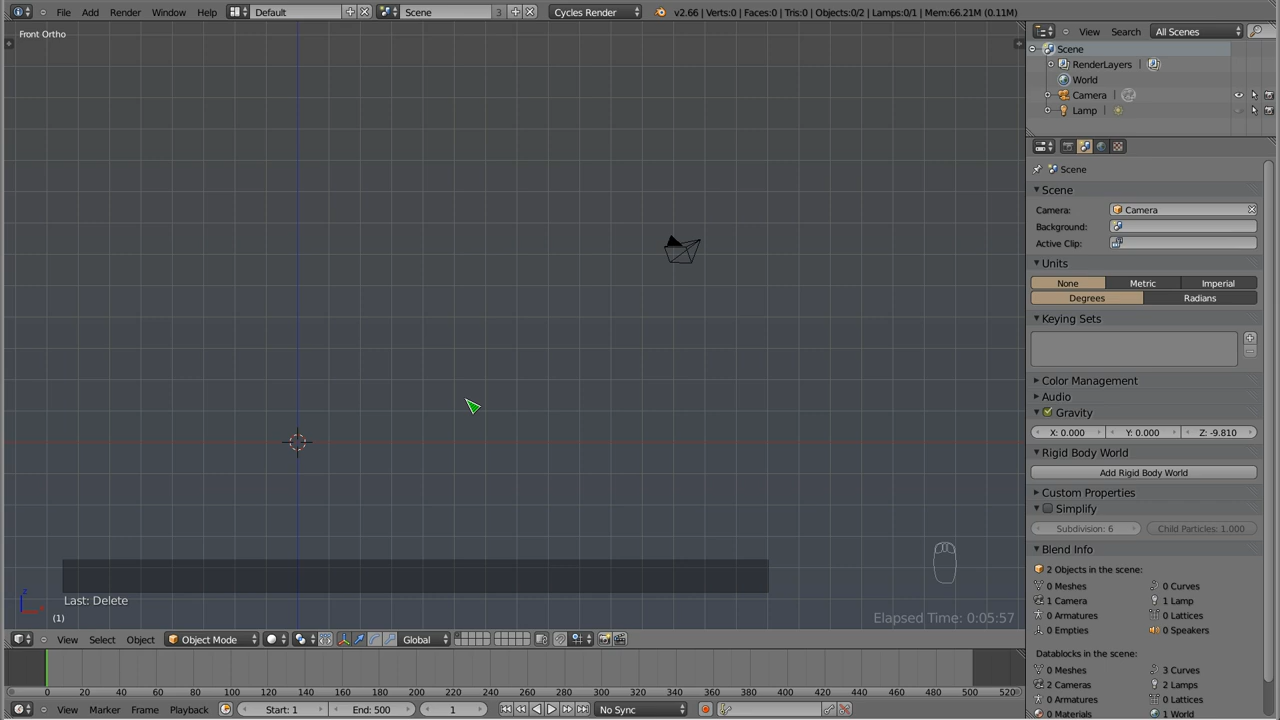 File Add Render Window Help Default Scene 3 Cycles Render v2.66 | Verts:0 | Faces:0 | Tris:0 | Objects:0/2 | Lamps:0/1 | Mem:66.21M (0.11M)
Front Ortho
View Search All Scenes
Scene
RenderLayers |
World
Camera |
Lamp |
Scene
Scene
Camera: Camera
Background:
Active Clip:
Units
None Metric Imperial
Degrees Radians
Keying Sets
Color Management
Audio
Gravity
X: 0.000 Y: 0.000 Z: -9.810
Rigid Body World
Add Rigid Body World
Custom Properties
Simplify
Subdivision: 6 Child Particles: 1.000
Blend Info
2 Objects in the scene:
0 Meshes 0 Curves
1 Camera 1 Lamp
0 Armatures 0 Lattices
0 Empties 0 Speakers
Datablocks in the scene:
0 Meshes 3 Curves
2 Cameras 2 Lamps
0 Armatures 0 Lattices
0 Materials 1 World
Last: Delete
z
(1)
Elapsed Time: 0:05:57
View Select Object Object Mode Global
0 20 40 60 80 100 120 140 160 180 200 220 240 260 280 300 320 340 360 380 400 420 440 460 480 500 520
View Marker Frame Playback Start: 1 End: 500 1 No Sync